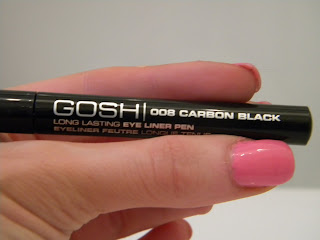 GOSH 008 CARBON BLACK
LONG LASTING EYE LINER PEN
EYELINER FEUTRE LONGUE TENUE